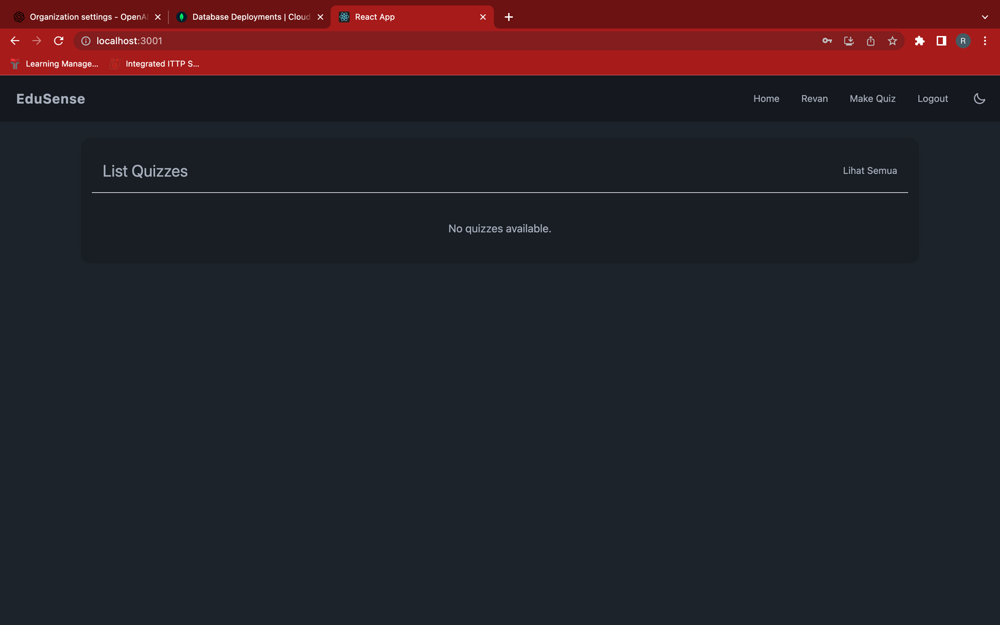 Organization settings - OpenAI
Database Deployments | Cloud
React App
localhost:3001
R
Learning Manage...
Integrated ITTP S...
EduSense
Home
Revan
Make Quiz
Logout
List Quizzes
Lihat Semua
No quizzes available.